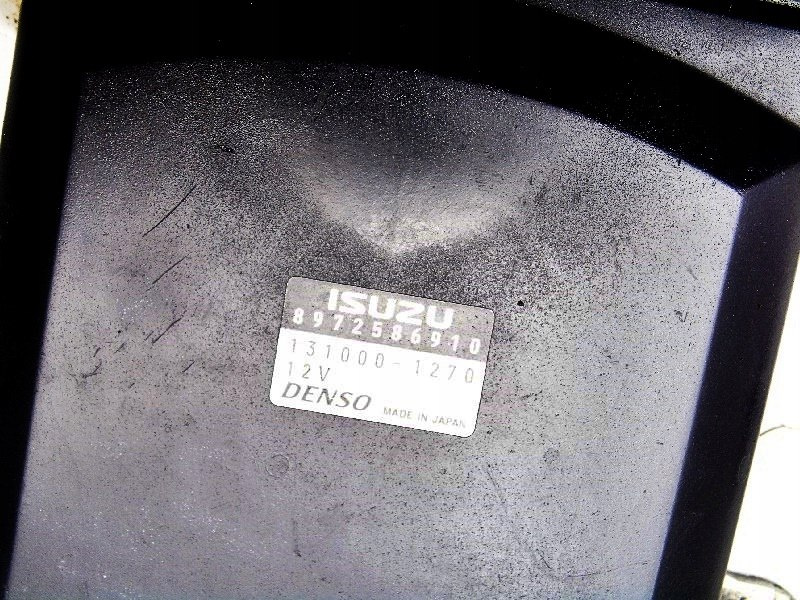 ISUZU
8972586910
131000-1270
12V
DENSO MADE IN JAPAN